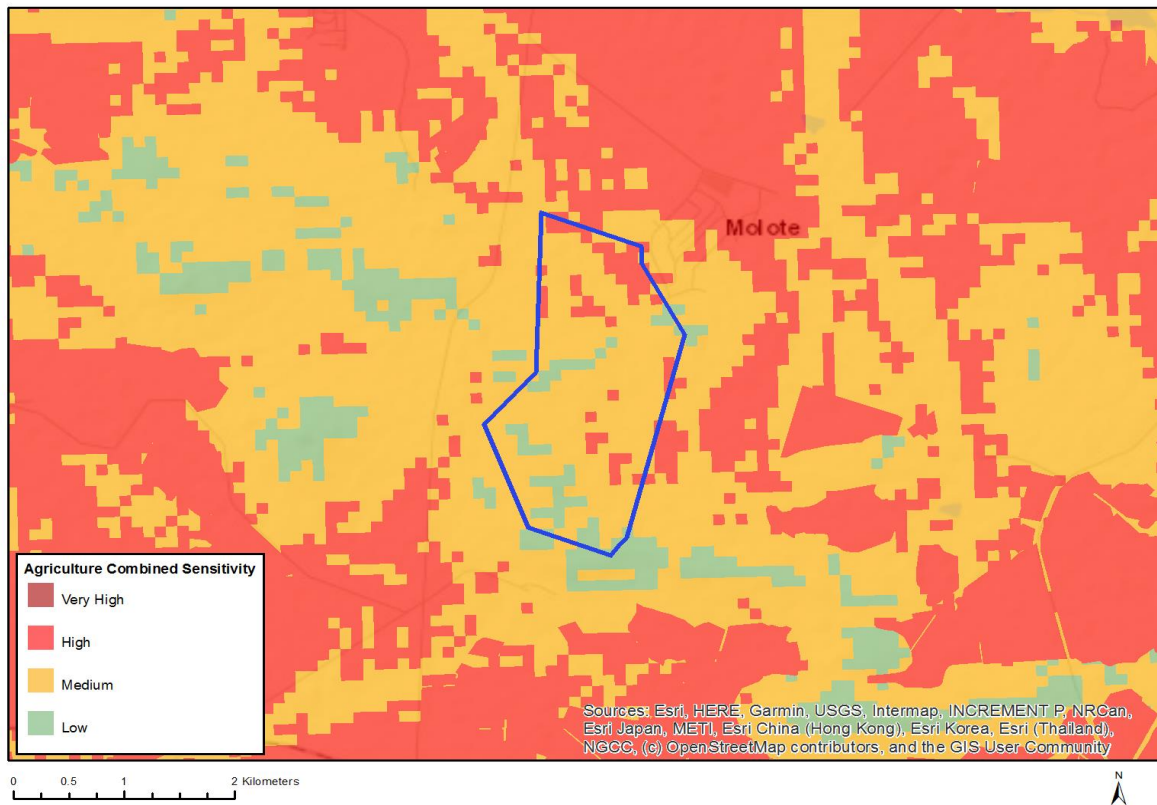 Molote
Agriculture Combined Sensitivity
Very High
High
Medium
Low
Sources: Esri, HERE, Garmin, USGS, Intermap, INCREMENT P, NRCan,
Esri Japan, METI, Esri China (Hong Kong), Esri Korea, Esri (Thailand),
NGCC, (c) OpenStreetMap contributors, and the GIS User Community
0 0.5 1 2 Kilometers
N